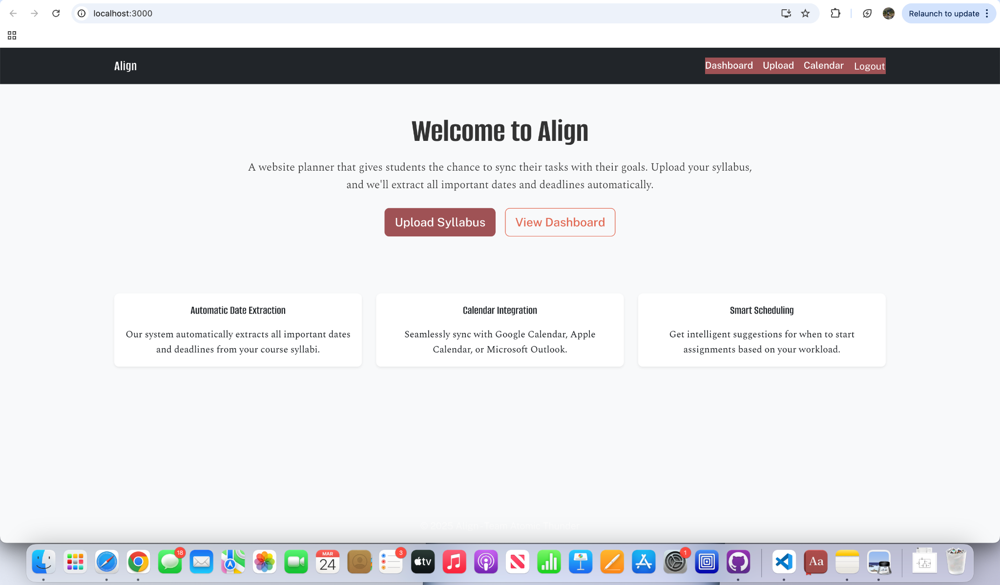 localhost:3000
Relaunch to update
Align
Dashboard Upload Calendar Logout
Welcome to Align
A website planner that gives students the chance to sync their tasks with their goals. Upload your syllabus,
and we'll extract all important dates and deadlines automatically.
Upload Syllabus
View Dashboard
Automatic Date Extraction
Our system automatically extracts all important dates
and deadlines from your course syllabi.
Calendar Integration
Seamlessly sync with Google Calendar, Apple
Calendar, or Microsoft Outlook.
Smart Scheduling
Get intelligent suggestions for when to start
assignments based on your workload.
© 2025 Align -Team Atomic Thunder
18
MAR
24
3
tv
1
Aa